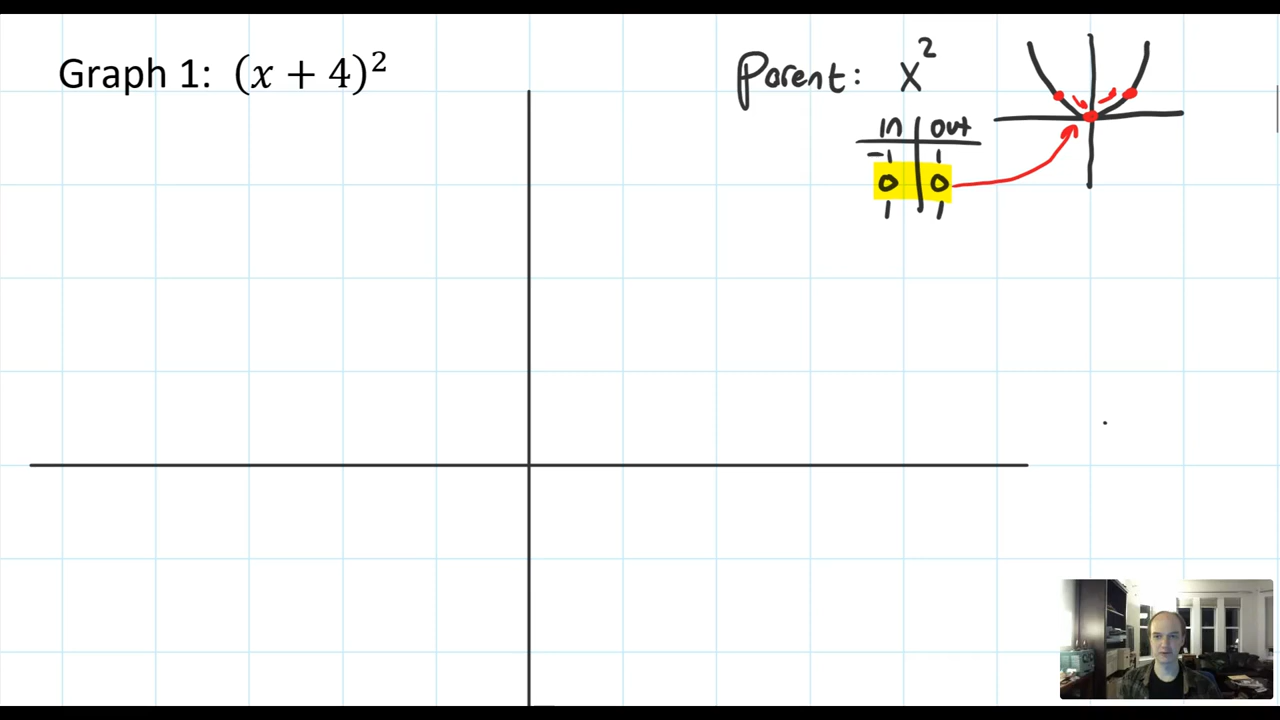 Graph 1: (x + 4)²
Parent: x²
In | out
-1 | 1
0 | 0
1 | 1